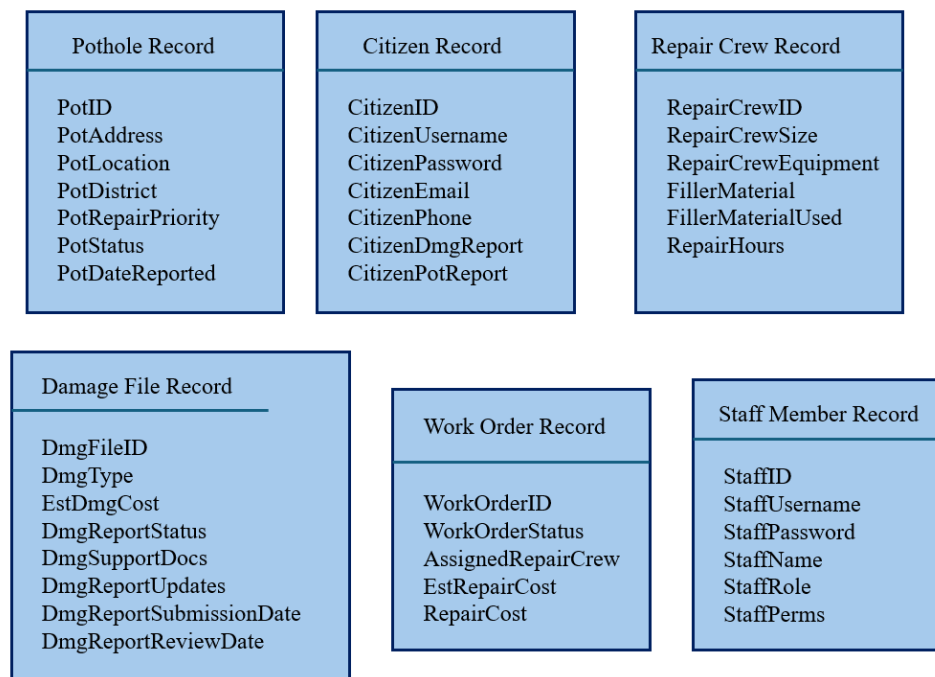 Pothole Record
PotID
PotAddress
PotLocation
PotDistrict
PotRepairPriority
PotStatus
PotDateReported
Citizen Record
CitizenID
CitizenUsername
CitizenPassword
CitizenEmail
CitizenPhone
CitizenDmgReport
CitizenPotReport
Repair Crew Record
RepairCrewID
RepairCrewSize
RepairCrewEquipment
FillerMaterial
FillerMaterialUsed
RepairHours
Damage File Record
DmgFileID
DmgType
EstDmgCost
DmgReportStatus
DmgSupportDocs
DmgReportUpdates
DmgReportSubmissionDate
DmgReportReviewDate
Work Order Record
WorkOrderID
WorkOrderStatus
AssignedRepairCrew
EstRepairCost
RepairCost
Staff Member Record
StaffID
StaffUsername
StaffPassword
StaffName
StaffRole
StaffPerms